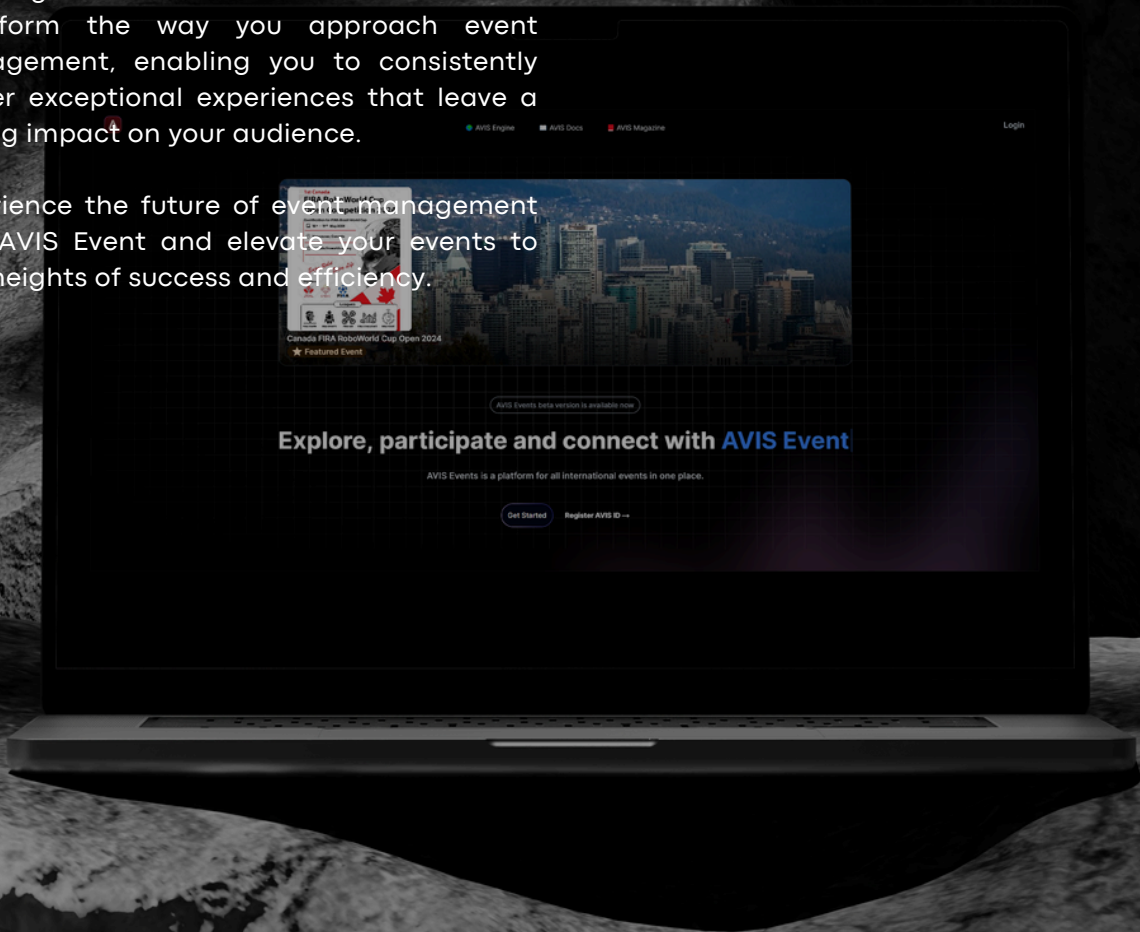 form the way you approach event
agement, enabling you to consistently
er exceptional experiences that leave a
g impact on your audience.
ience the future of event management
AVIS Event and elevate your events to
heights of success and efficiency.
AVIS Engine
AVIS Docs
AVIS Magazine
Login
FIRA RoboWorld Cup
Canada FIRA RoboWorld Cup Open 2024
Featured Event
AVIS Events beta version is available now
Explore, participate and connect with AVIS Event
AVIS Events is a platform for all international events in one place.
Get Started
Register AVIS ID →